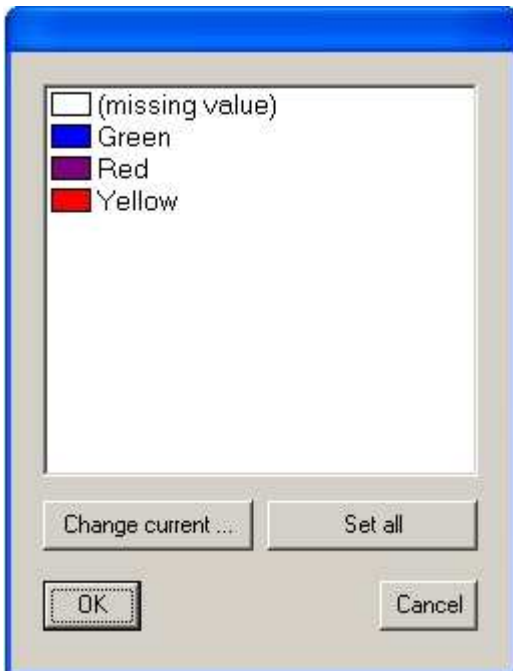 (missing value)
Green
Red
Yellow
Change current ...
Set all
OK
Cancel